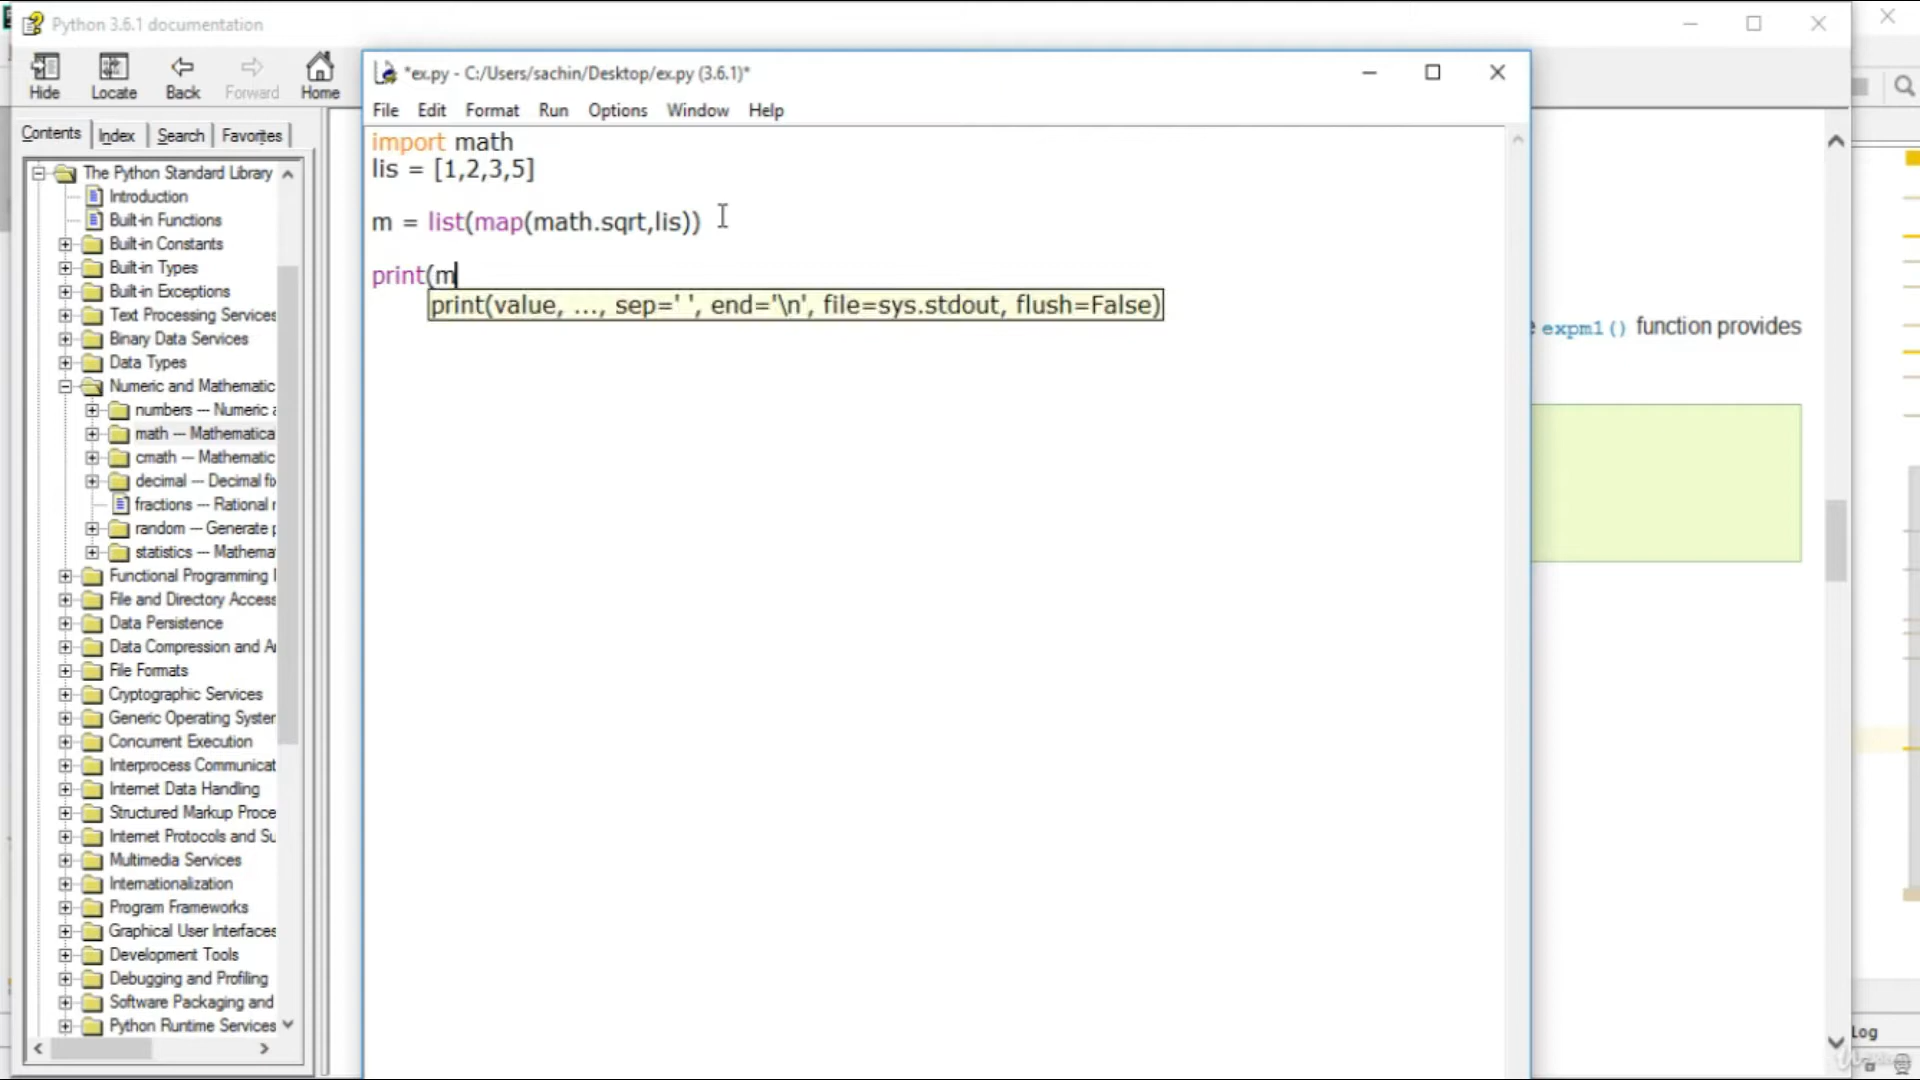 Python 3.6.1 documentation
Hide
Locate
Back
Forward
Home
Contents
Index
Search
Favorites
The Python Standard Library
Introduction
Built-in Functions
Built-in Constants
Built-in Types
Built-in Exceptions
Text Processing Services
Binary Data Services
Data Types
Numeric and Mathematic
numbers — Numeric a
math — Mathematica
cmath — Mathematic
decimal — Decimal fix
fractions — Rational r
random — Generate p
statistics — Mathema
Functional Programming
File and Directory Access
Data Persistence
Data Compression and Ar
File Formats
Cryptographic Services
Generic Operating System
Concurrent Execution
Interprocess Communicat
Internet Data Handling
Structured Markup Proce
Internet Protocols and Su
Multimedia Services
Internationalization
Program Frameworks
Graphical User Interfaces
Development Tools
Debugging and Profiling
Software Packaging and
Python Runtime Services
*ex.py - C:/Users/sachin/Desktop/ex.py (3.6.1)*
File Edit Format Run Options Window Help
import math
lis = [1,2,3,5]
m = list(map(math.sqrt,lis))
print(m
print(value, ..., sep=' ', end='\n', file=sys.stdout, flush=False)
expm1() function provides
Log